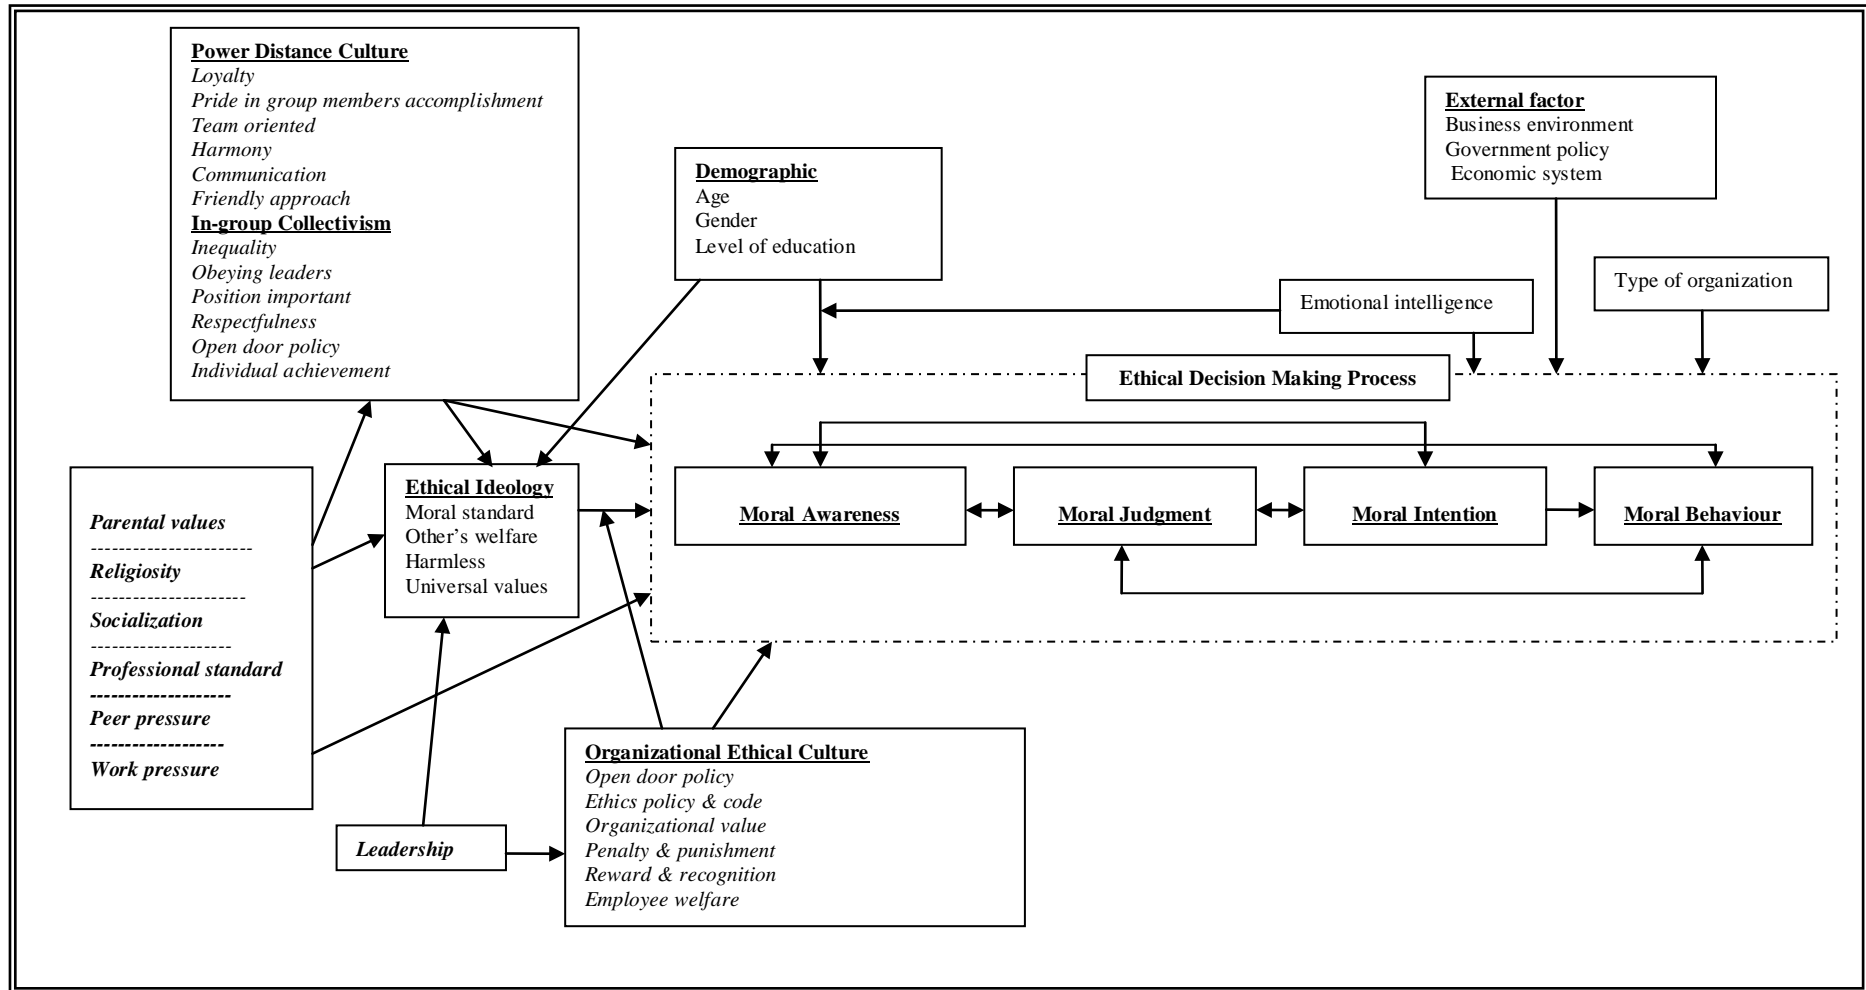 Power Distance Culture
Loyalty
Pride in group members accomplishment
Team oriented
Harmony
Communication
Friendly approach
In-group Collectivism
Inequality
Obeying leaders
Position important
Respectfulness
Open door policy
Individual achievement
External factor
Business environment
Government policy
Economic system
Demographic
Age
Gender
Level of education
Emotional intelligence
Type of organization
Ethical Decision Making Process
Parental values
Religiosity
Socialization
Professional standard
Peer pressure
Work pressure
Ethical Ideology
Moral standard
Other’s welfare
Harmless
Universal values
Moral Awareness
Moral Judgment
Moral Intention
Moral Behaviour
Leadership
Organizational Ethical Culture
Open door policy
Ethics policy & code
Organizational value
Penalty & punishment
Reward & recognition
Employee welfare